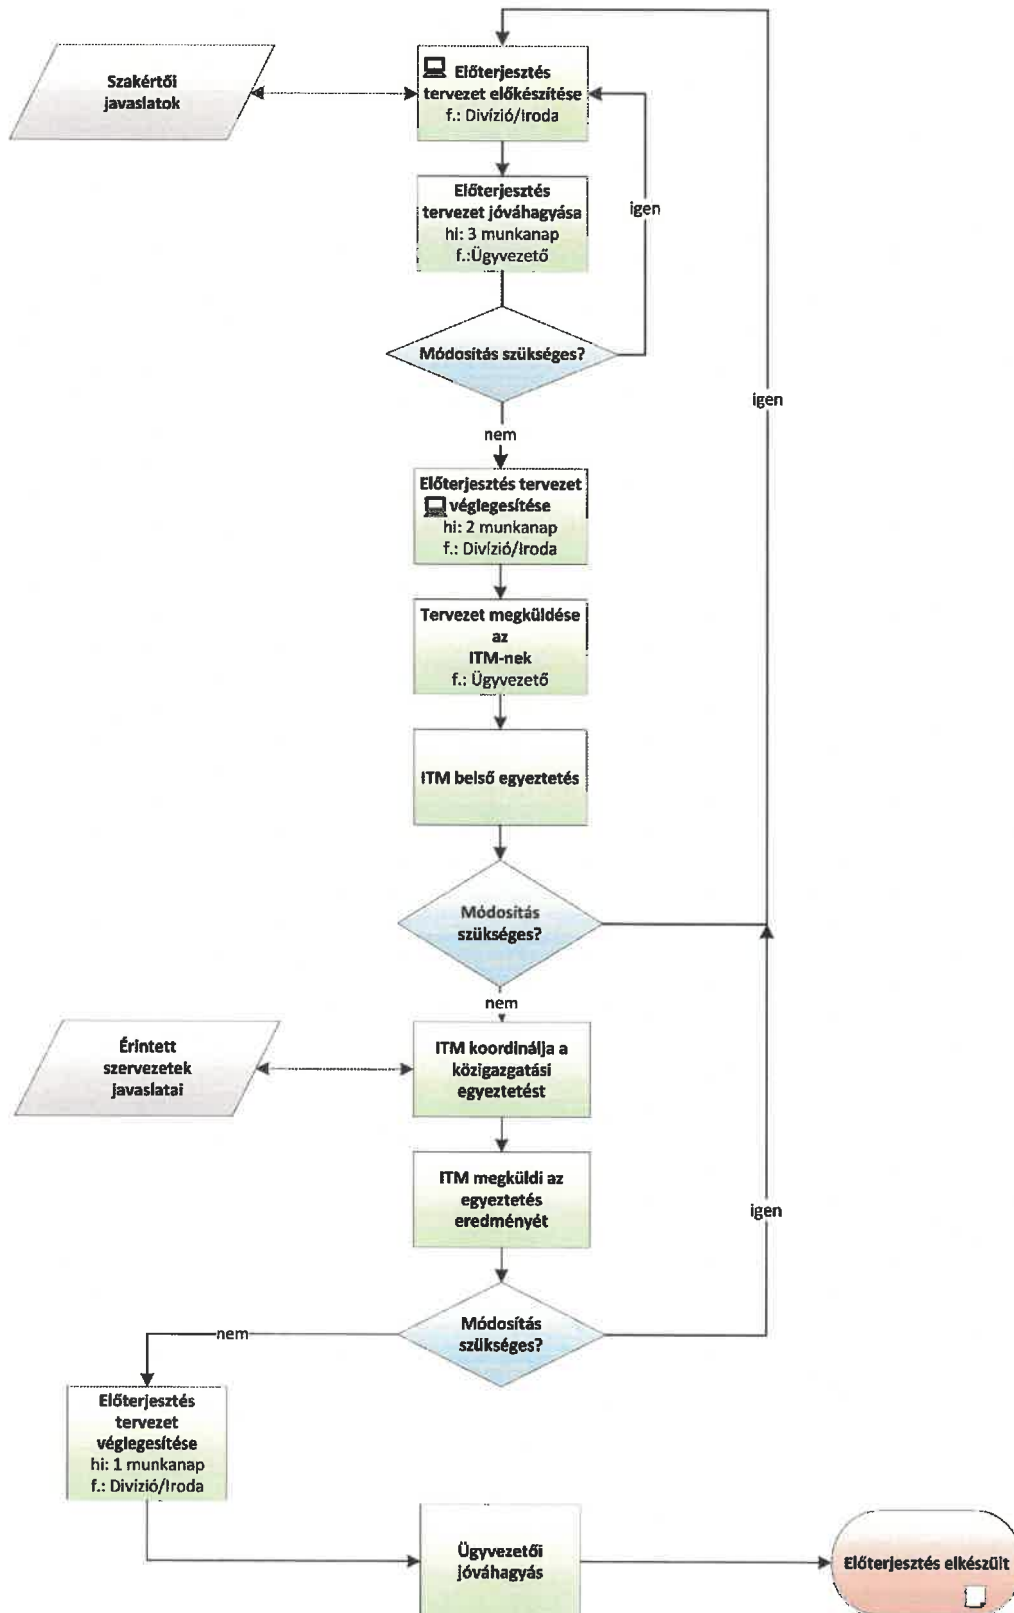 Szakértői
javaslatok
Előterjesztés
tervezet előkészítése
f.: Divízió/Iroda
Előterjesztés
tervezet jóváhagyása
hi: 3 munkanap
f.:Ügyvezető
igen
Módosítás szükséges?
igen
nem
Előterjesztés tervezet
véglegesítése
hi: 2 munkanap
f.: Divízió/Iroda
Tervezet megküldése
az
ITM-nek
f.: Ügyvezető
ITM belső egyeztetés
Módosítás
szükséges?
nem
Érintett
szervezetek
javaslatai
ITM koordinálja a
közigazgatási
egyeztetést
ITM megküldi az
egyeztetés
eredményét
igen
Módosítás
szükséges?
nem
Előterjesztés
tervezet
véglegesítése
hi: 1 munkanap
f.: Divízió/Iroda
Ügyvezetői
jóváhagyás
Előterjesztés elkészült